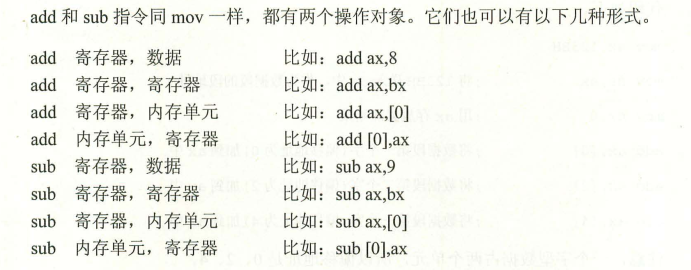 add 和 sub 指令同 mov 一样，都有两个操作对象。它们也可以有以下几种形式。
add 寄存器，数据 比如：add ax,8
add 寄存器，寄存器 比如：add ax,bx
add 寄存器，内存单元 比如：add ax,[0]
add 内存单元，寄存器 比如：add [0],ax
sub 寄存器，数据 比如：sub ax,9
sub 寄存器，寄存器 比如：sub ax,bx
sub 寄存器，内存单元 比如：sub ax,[0]
sub 内存单元，寄存器 比如：sub [0],ax